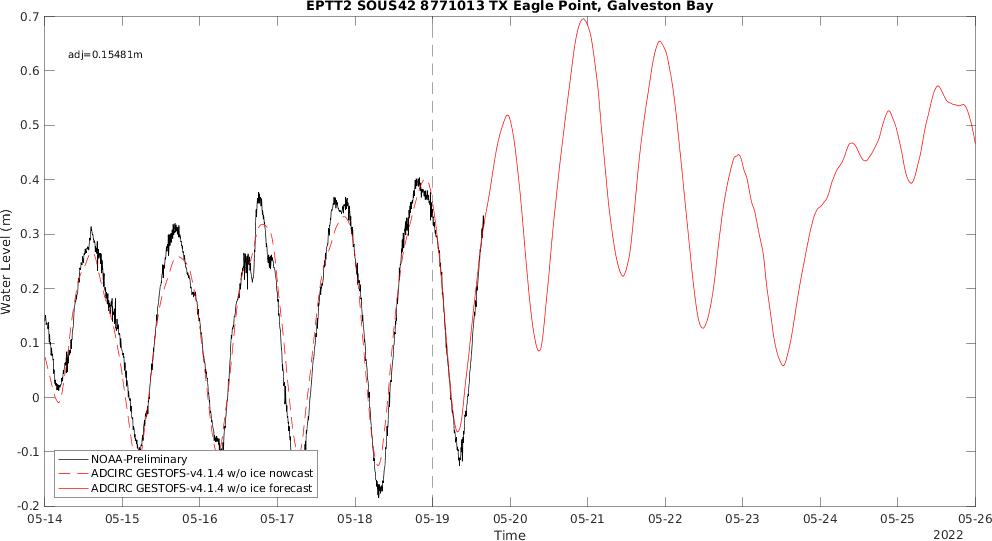 EPTT2 SOUS42 8771013 TX Eagle Point, Galveston Bay
adj=0.15481m
0.7
0.6
0.5
0.4
0.3
0.2
0.1
0
-0.1
-0.2
Water Level (m)
NOAA-Preliminary
ADCIRC GESTOFS-v4.1.4 w/o ice nowcast
ADCIRC GESTOFS-v4.1.4 w/o ice forecast
05-14 05-15 05-16 05-17 05-18 05-19 05-20 05-21 05-22 05-23 05-24 05-25 05-26
Time
2022